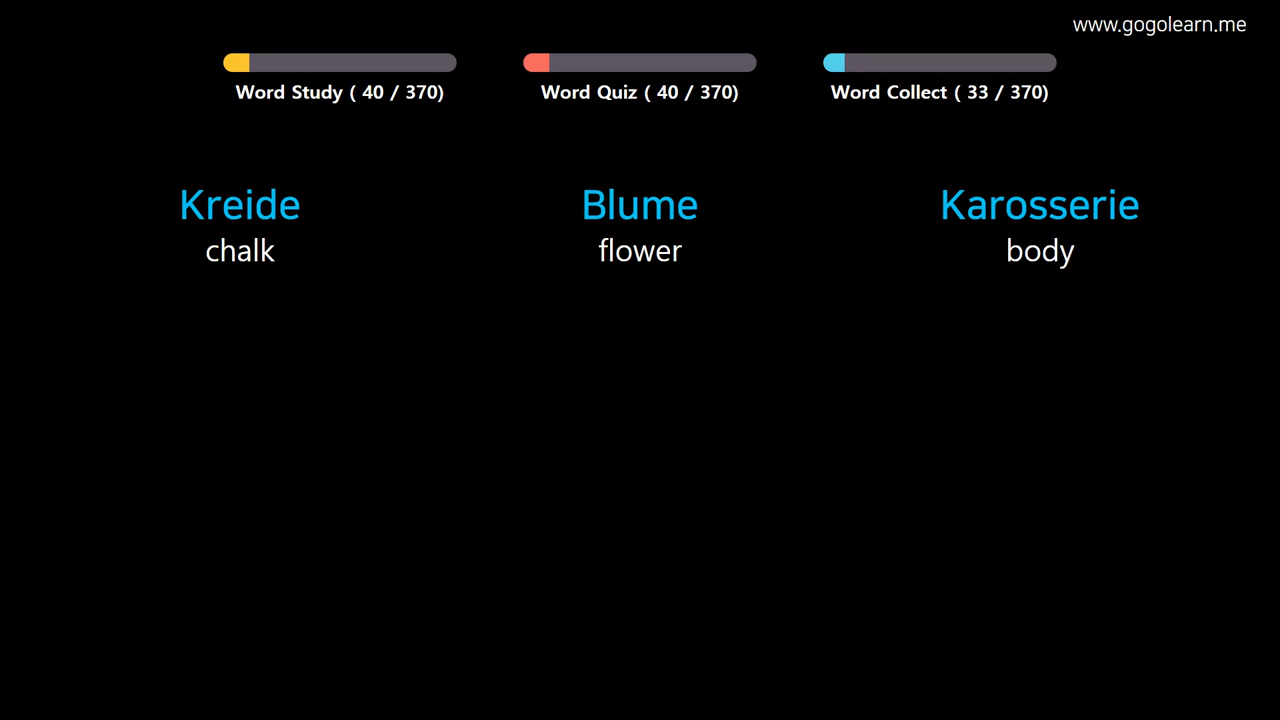 www.gogolearn.me
Word Study ( 40 / 370)
Word Quiz ( 40 / 370)
Word Collect ( 33 / 370)
Kreide
chalk
Blume
flower
Karosserie
body